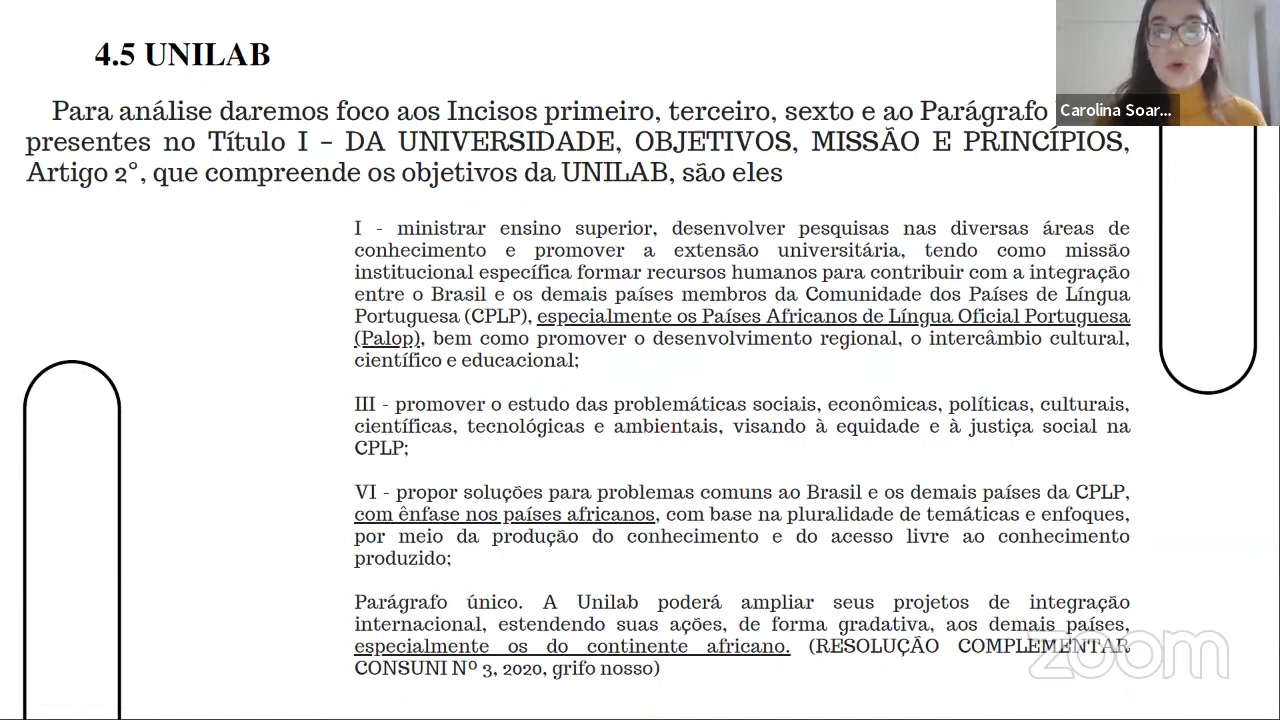 4.5 UNILAB
Carolina Soar...
Para análise daremos foco aos Incisos primeiro, terceiro, sexto e ao Parágrafo
presentes no Título I – DA UNIVERSIDADE, OBJETIVOS, MISSÃO E PRINCÍPIOS,
Artigo 2°, que compreende os objetivos da UNILAB, são eles
I - ministrar ensino superior, desenvolver pesquisas nas diversas áreas de
conhecimento e promover a extensão universitária, tendo como missão
institucional específica formar recursos humanos para contribuir com a integração
entre o Brasil e os demais países membros da Comunidade dos Países de Língua
Portuguesa (CPLP), especialmente os Países Africanos de Língua Oficial Portuguesa
(Palop), bem como promover o desenvolvimento regional, o intercâmbio cultural,
científico e educacional;
III - promover o estudo das problemáticas sociais, econômicas, políticas, culturais,
científicas, tecnológicas e ambientais, visando à equidade e à justiça social na
CPLP;
VI - propor soluções para problemas comuns ao Brasil e os demais países da CPLP,
com ênfase nos países africanos, com base na pluralidade de temáticas e enfoques,
por meio da produção do conhecimento e do acesso livre ao conhecimento
produzido;
Parágrafo único. A Unilab poderá ampliar seus projetos de integração
internacional, estendendo suas ações, de forma gradativa, aos demais países,
especialmente os do continente africano. (RESOLUÇÃO COMPLEMENTAR
CONSUNI Nº 3, 2020, grifo nosso)
zoom